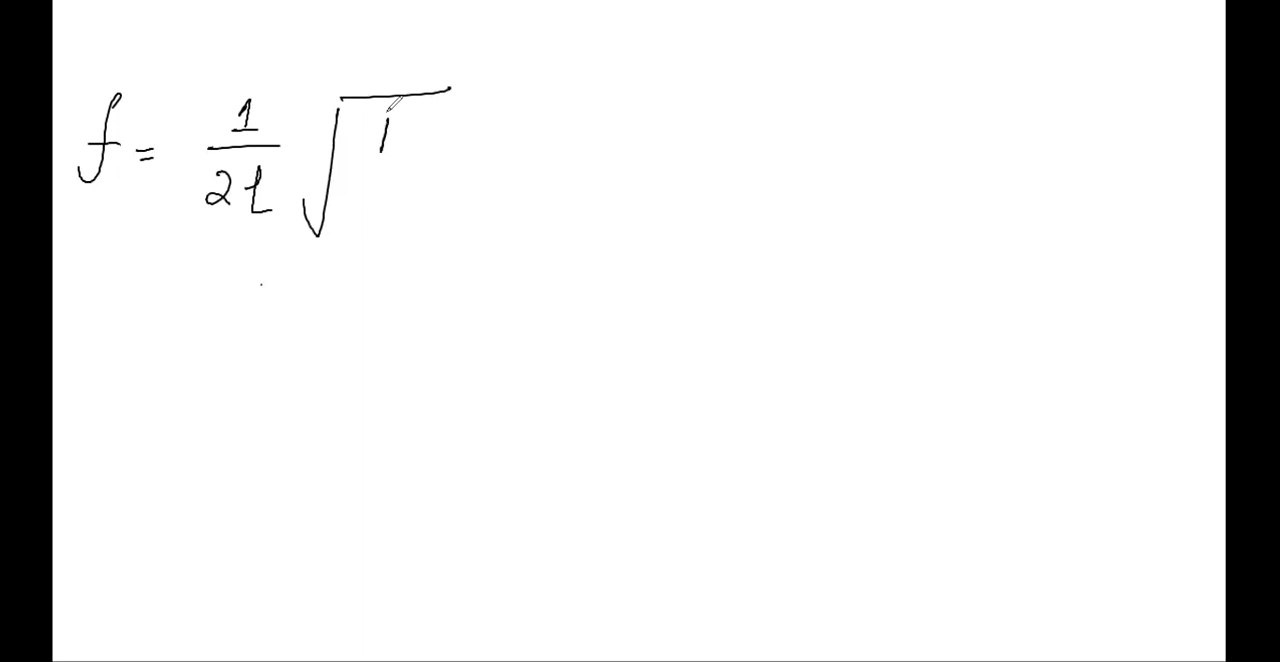 f = 1/2l √